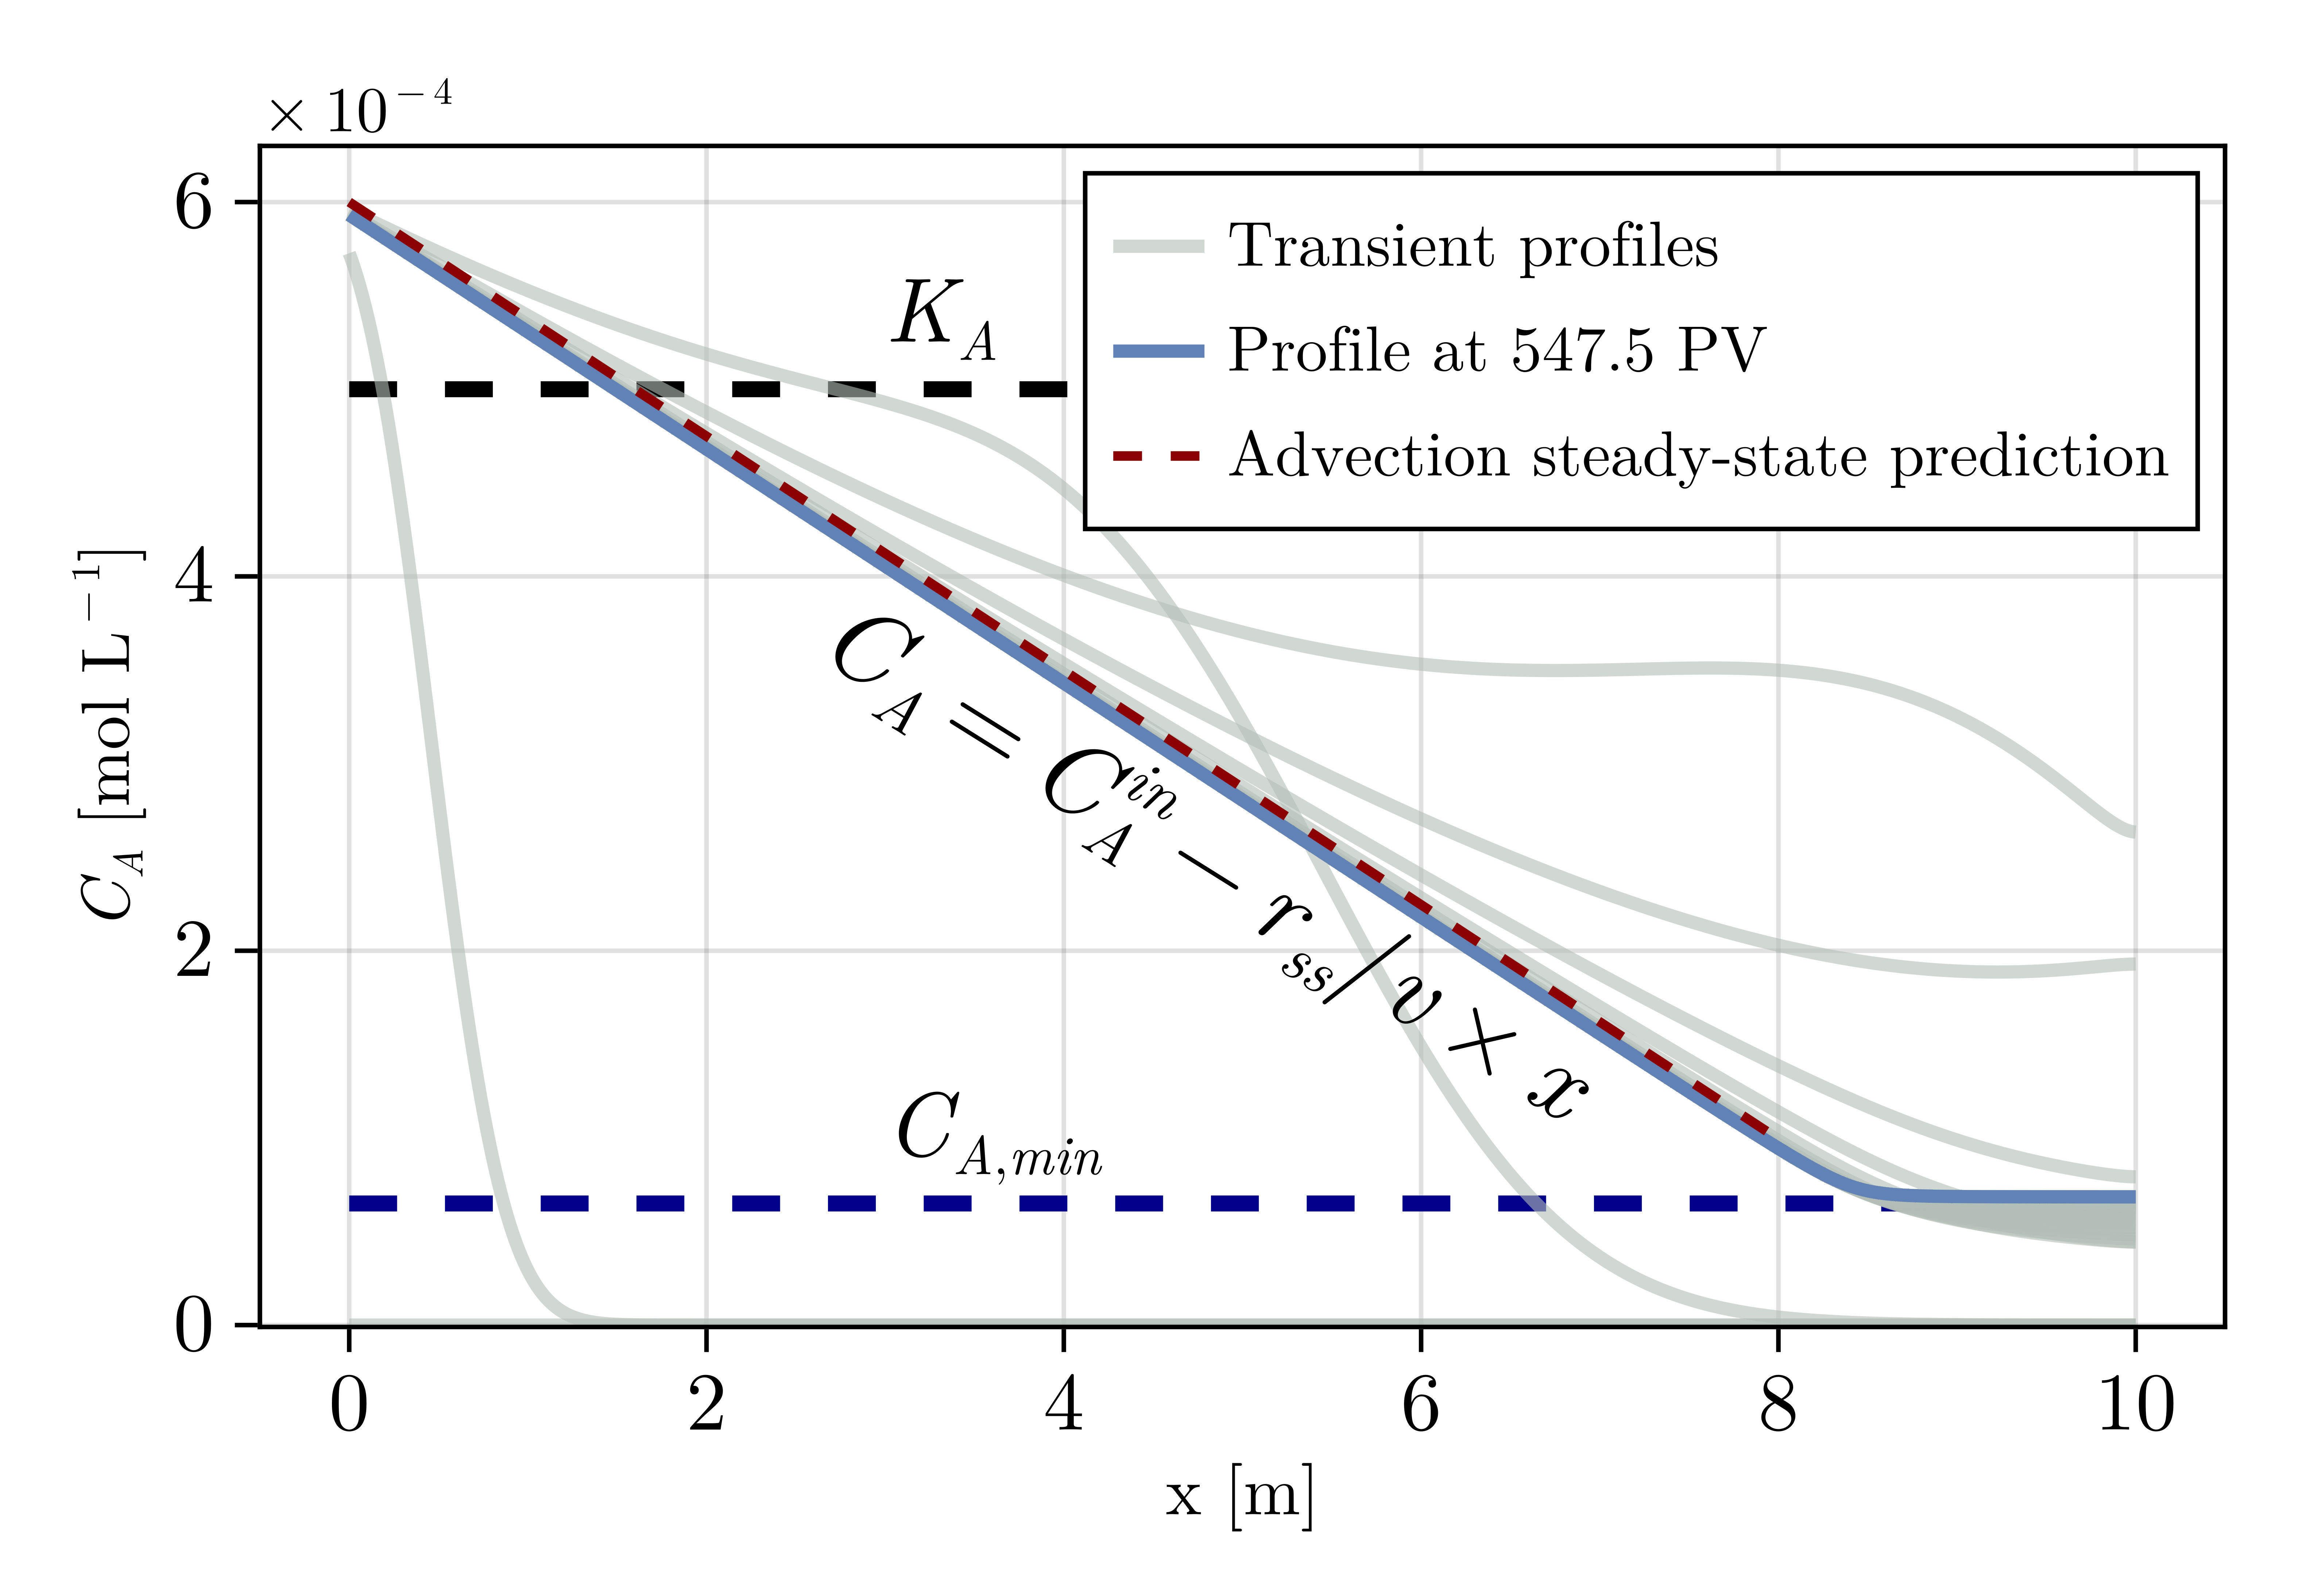 × 10⁻⁴
6
4
2
0
C_A [mol L⁻¹]
K_A
Transient profiles
Profile at 547.5 PV
Advection steady-state prediction
C_A = C_A^in − r_ss/v × x
C_A,min
0 2 4 6 8 10
x [m]